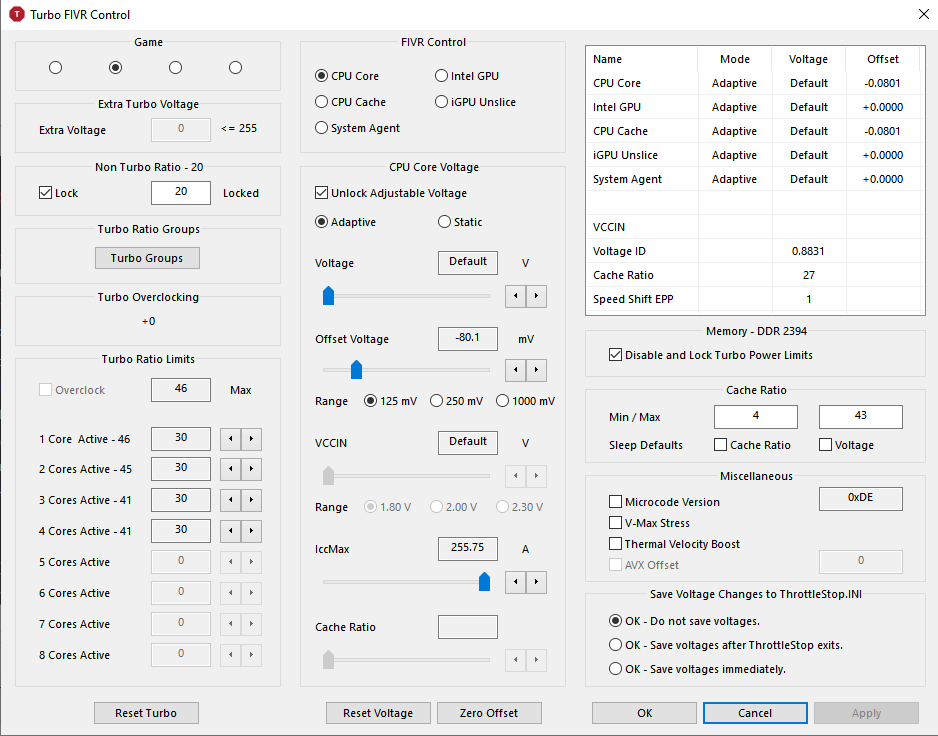 Turbo FIVR Control
Game
Extra Turbo Voltage
Extra Voltage 0 <= 255
Non Turbo Ratio - 20
Lock 20 Locked
Turbo Ratio Groups
Turbo Groups
Turbo Overclocking
+0
Turbo Ratio Limits
Overclock 46 Max
1 Core Active - 46 30
2 Cores Active - 45 30
3 Cores Active - 41 30
4 Cores Active - 41 30
5 Cores Active 0
6 Cores Active 0
7 Cores Active 0
8 Cores Active 0
Reset Turbo
FIVR Control
CPU Core Intel GPU
CPU Cache iGPU Unslice
System Agent
CPU Core Voltage
Unlock Adjustable Voltage
Adaptive Static
Voltage Default V
Offset Voltage -80.1 mV
Range 125 mV 250 mV 1000 mV
VCCIN Default V
Range 1.80 V 2.00 V 2.30 V
IccMax 255.75 A
Cache Ratio
Reset Voltage Zero Offset
Name Mode Voltage Offset
CPU Core Adaptive Default -0.0801
Intel GPU Adaptive Default +0.0000
CPU Cache Adaptive Default -0.0801
iGPU Unslice Adaptive Default +0.0000
System Agent Adaptive Default +0.0000
VCCIN
Voltage ID 0.8831
Cache Ratio 27
Speed Shift EPP 1
Memory - DDR 2394
Disable and Lock Turbo Power Limits
Cache Ratio
Min / Max 4 43
Sleep Defaults Cache Ratio Voltage
Miscellaneous
Microcode Version 0xDE
V-Max Stress
Thermal Velocity Boost
AVX Offset 0
Save Voltage Changes to ThrottleStop.INI
OK - Do not save voltages.
OK - Save voltages after ThrottleStop exits.
OK - Save voltages immediately.
OK Cancel Apply